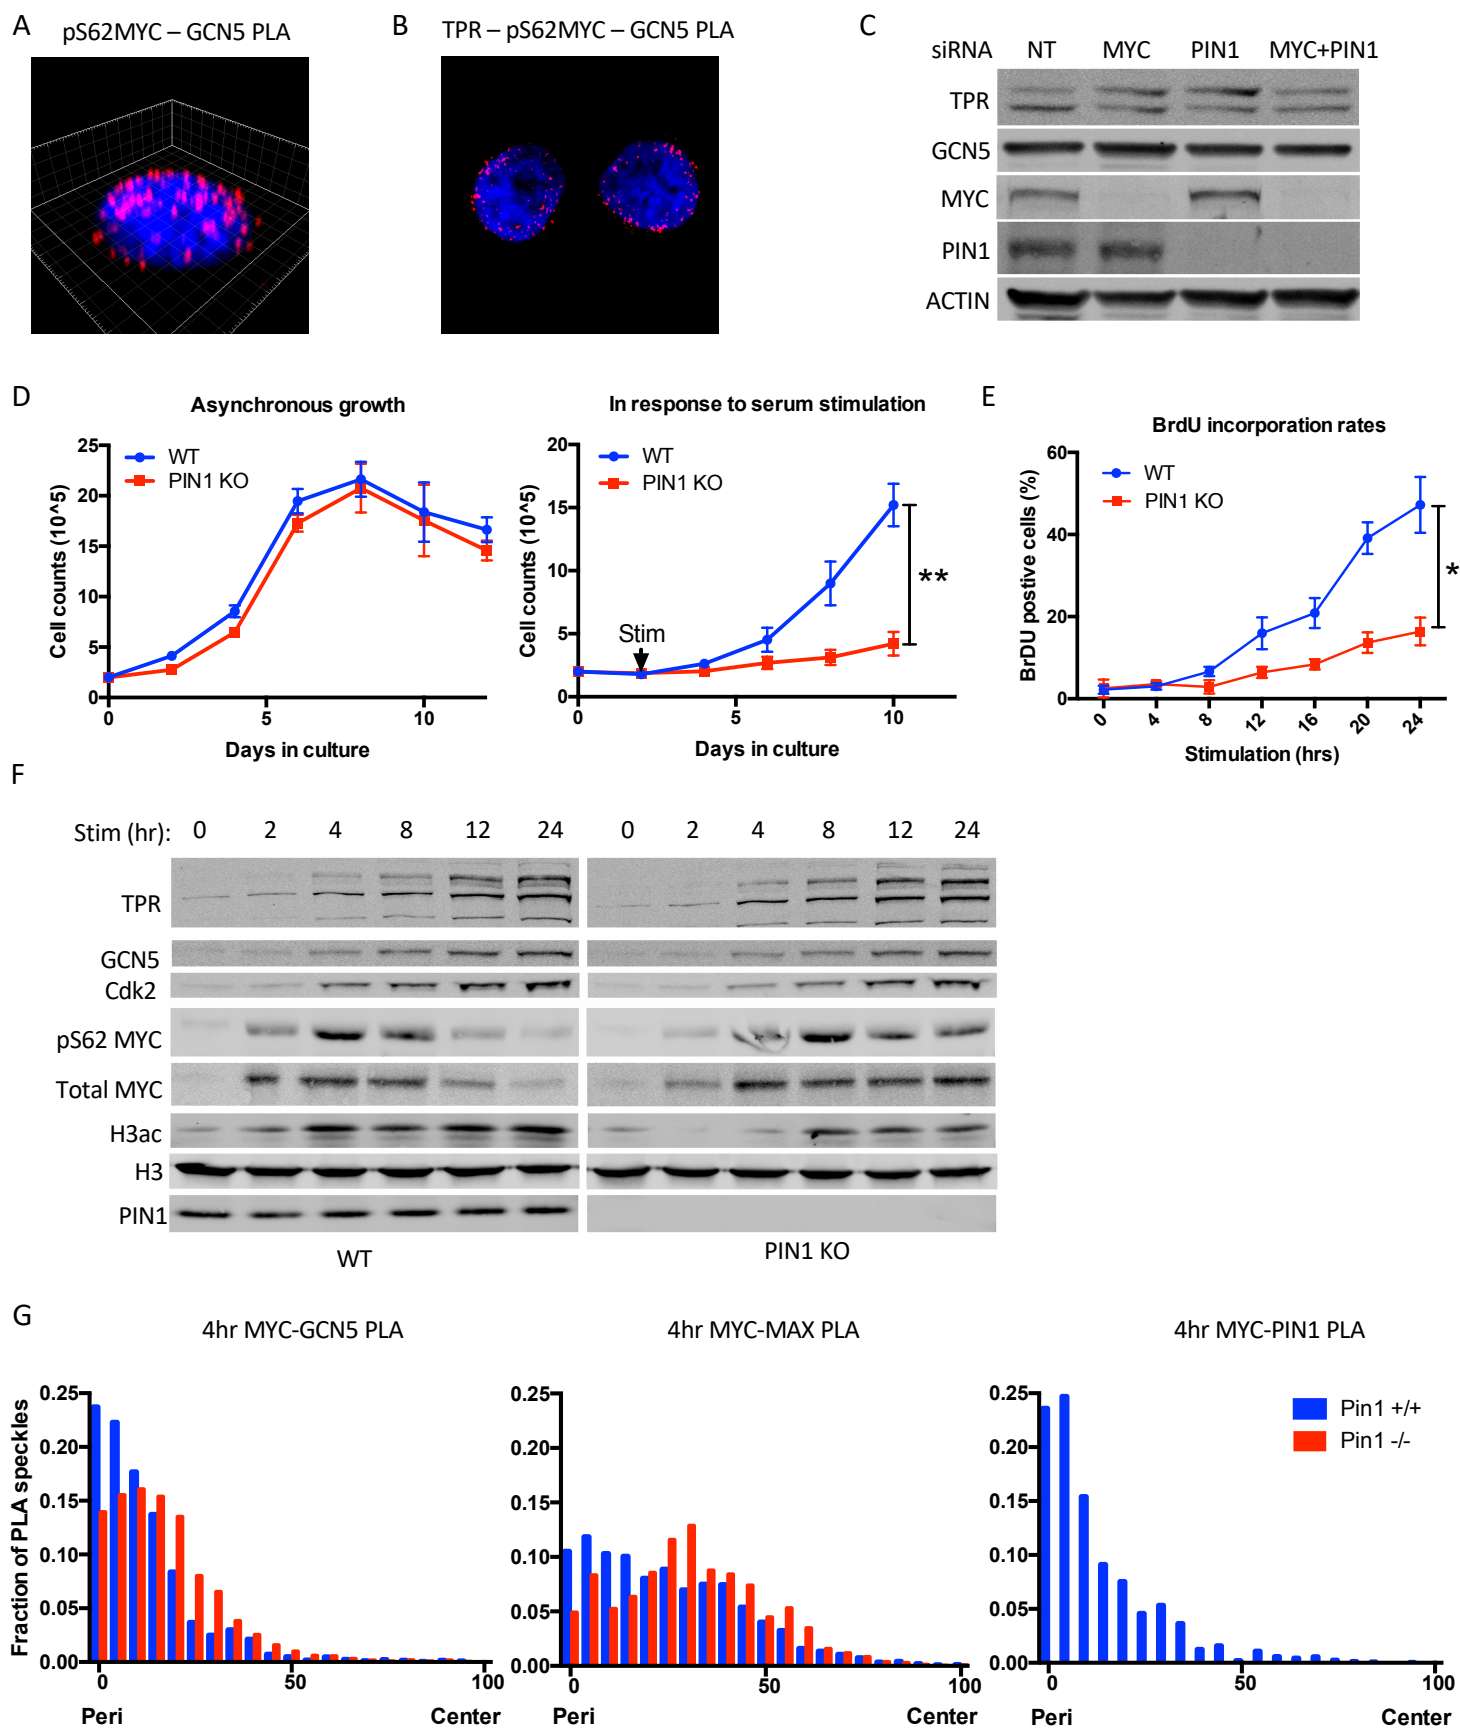 A pS62MYC – GCN5 PLA
B TPR – pS62MYC – GCN5 PLA
C
siRNA NT MYC PIN1 MYC+PIN1
TPR
GCN5
MYC
PIN1
ACTIN
D
Asynchronous growth
WT
PIN1 KO
Cell counts (10^5)
25
20
15
10
5
0
0 5 10
Days in culture
In response to serum stimulation
WT
PIN1 KO
Cell counts (10^5)
20
15
10
5
0
Stim
**
0 5 10
Days in culture
E
BrdU incorporation rates
WT
PIN1 KO
BrDU postive cells (%)
60
40
20
0
*
0 4 8 12 16 20 24
Stimulation (hrs)
F
Stim (hr): 0 2 4 8 12 24 0 2 4 8 12 24
TPR
GCN5
Cdk2
pS62 MYC
Total MYC
H3ac
H3
PIN1
WT PIN1 KO
G
4hr MYC-GCN5 PLA
Fraction of PLA speckles
0.25
0.20
0.15
0.10
0.05
0.00
0 50 100
Peri Center
4hr MYC-MAX PLA
0.25
0.20
0.15
0.10
0.05
0.00
0 50 100
Peri Center
4hr MYC-PIN1 PLA
Pin1 +/+
Pin1 -/-
0.25
0.20
0.15
0.10
0.05
0.00
0 50 100
Peri Center